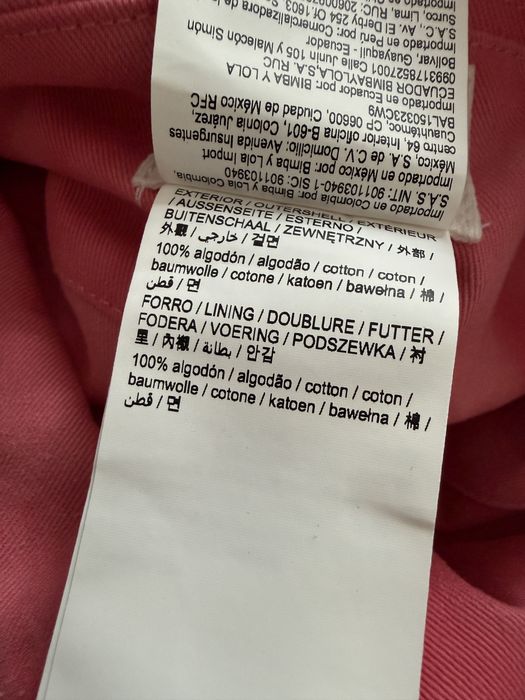 Importado en Colombia por: Bimba y Lola Colombia,
S.A.S. NIT: 901103940-1 SIC: 901103940
Importado en México por Bimba y Lola Import
México, S.A. de C.V. Domicilio: Avenida Insurgentes
centro 64, Interior oficina B-601, Colonia Juárez,
Cuauhtémoc, CP 06600, Ciudad de México RFC
BAL150323CW9
Importado en Ecuador por: BIMBA Y LOLA
ECUADOR BIMBAYLOLA S.A. RUC
0993178527001 Calle Junin 105 y Malecón Simón
Bolivar, Guayaquil- Ecuador
Importado en Perú por: Comercializadora de la
S.A.C., Av. El Derby 254 Of.1603
Surco, Lima, RUC:
EXTERIOR / OUTERSHELL / EXTÉRIEUR
/ AUSSENSEITE / ESTERNO /
BUITENSCHAAL / ZEWNĘTRZNY / 外部 /
外觀 / خارجي / 겉면
100% algodón / algodão / cotton / coton /
baumwolle / cotone / katoen / bawełna / 棉 /
قطن / 면
FORRO / LINING / DOUBLURE / FUTTER /
FODERA / VOERING / PODSZEWKA / 衬
里 / 內襯 / بطانة / 안감
100% algodón / algodão / cotton / coton /
baumwolle / cotone / katoen / bawełna / 棉 /
قطن / 면